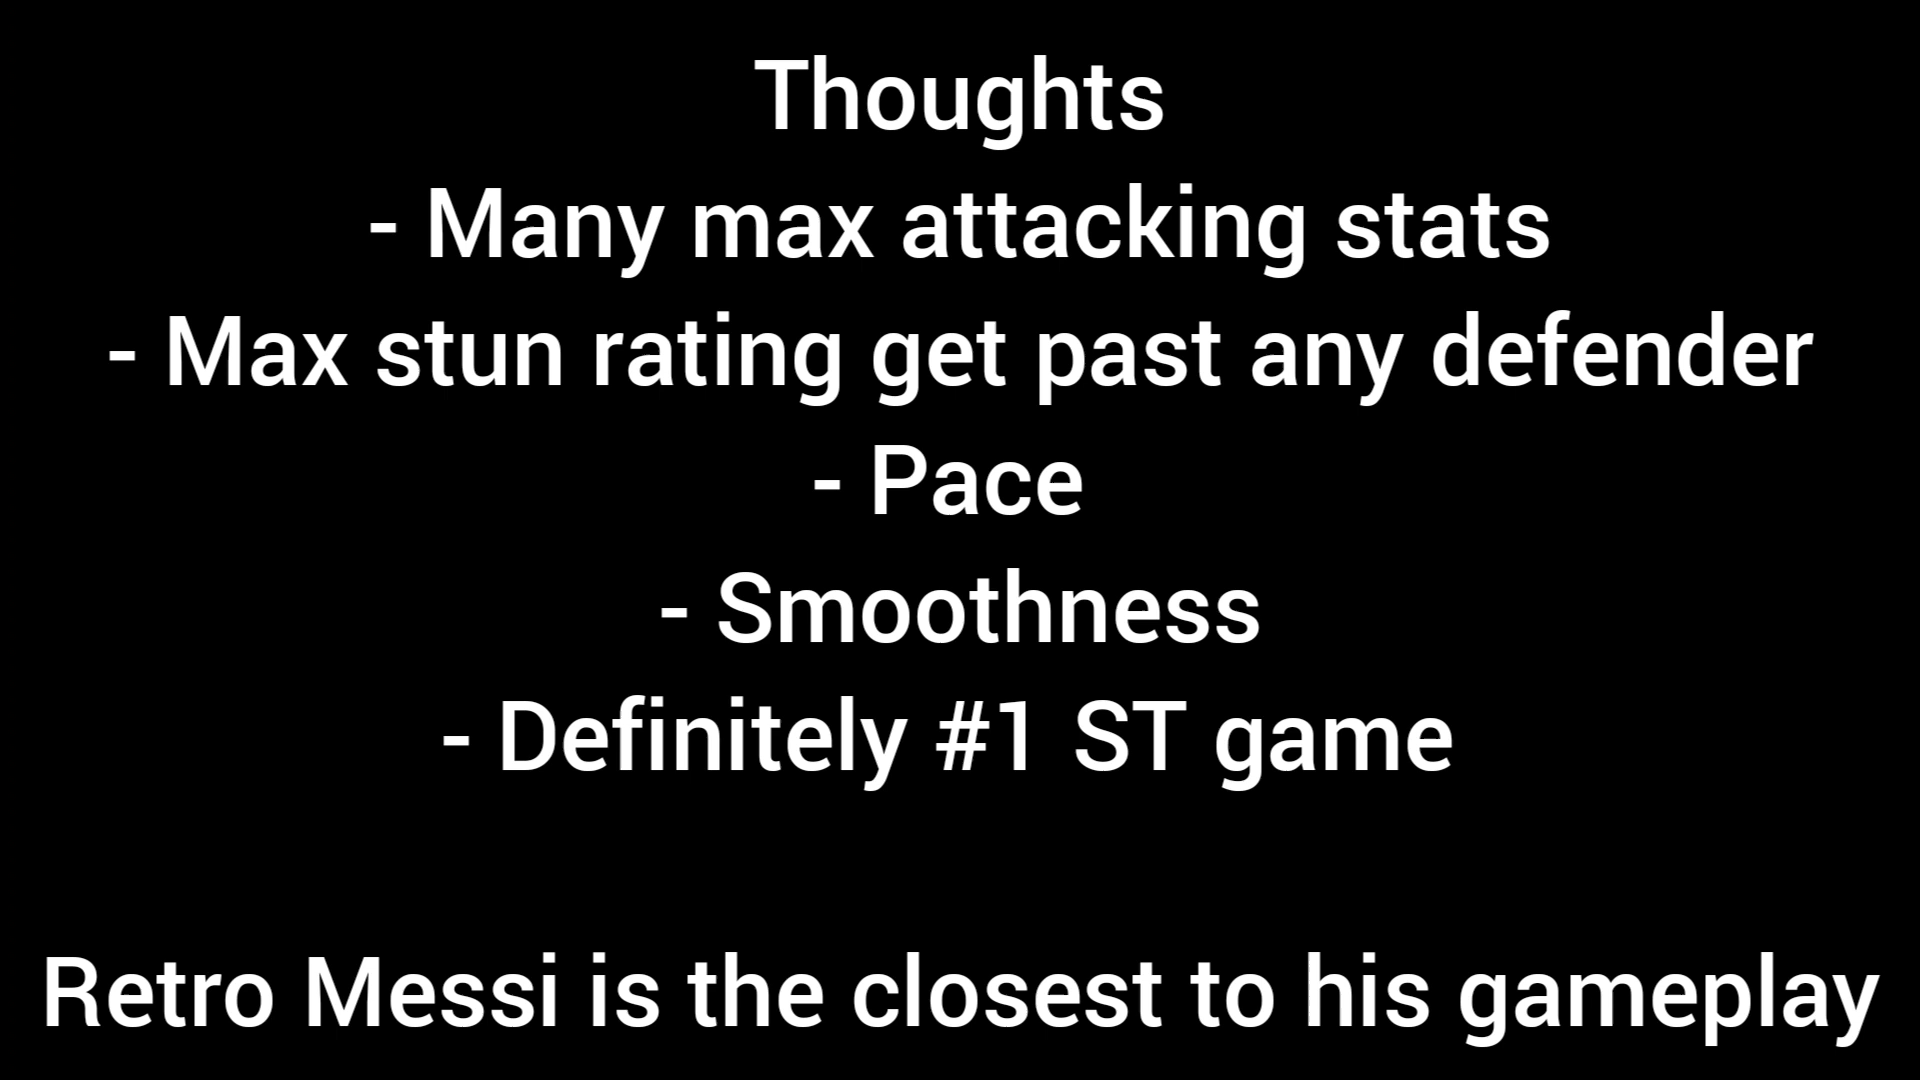 Thoughts
- Many max attacking stats
- Max stun rating get past any defender
- Pace
- Smoothness
- Definitely #1 ST game
Retro Messi is the closest to his gameplay